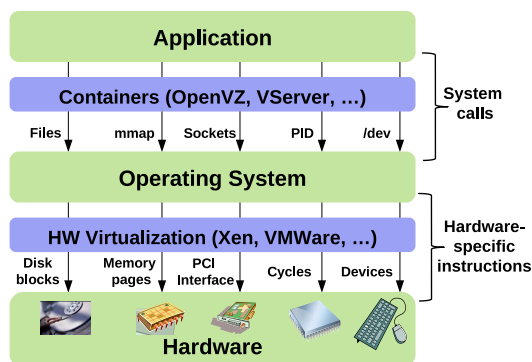 Application
Containers (OpenVZ, VServer, …)
Files mmap Sockets PID /dev
System
calls
Operating System
HW Virtualization (Xen, VMWare, …)
Hardware-
specific
instructions
Disk
blocks
Memory
pages
PCI
Interface
Cycles
Devices
Hardware